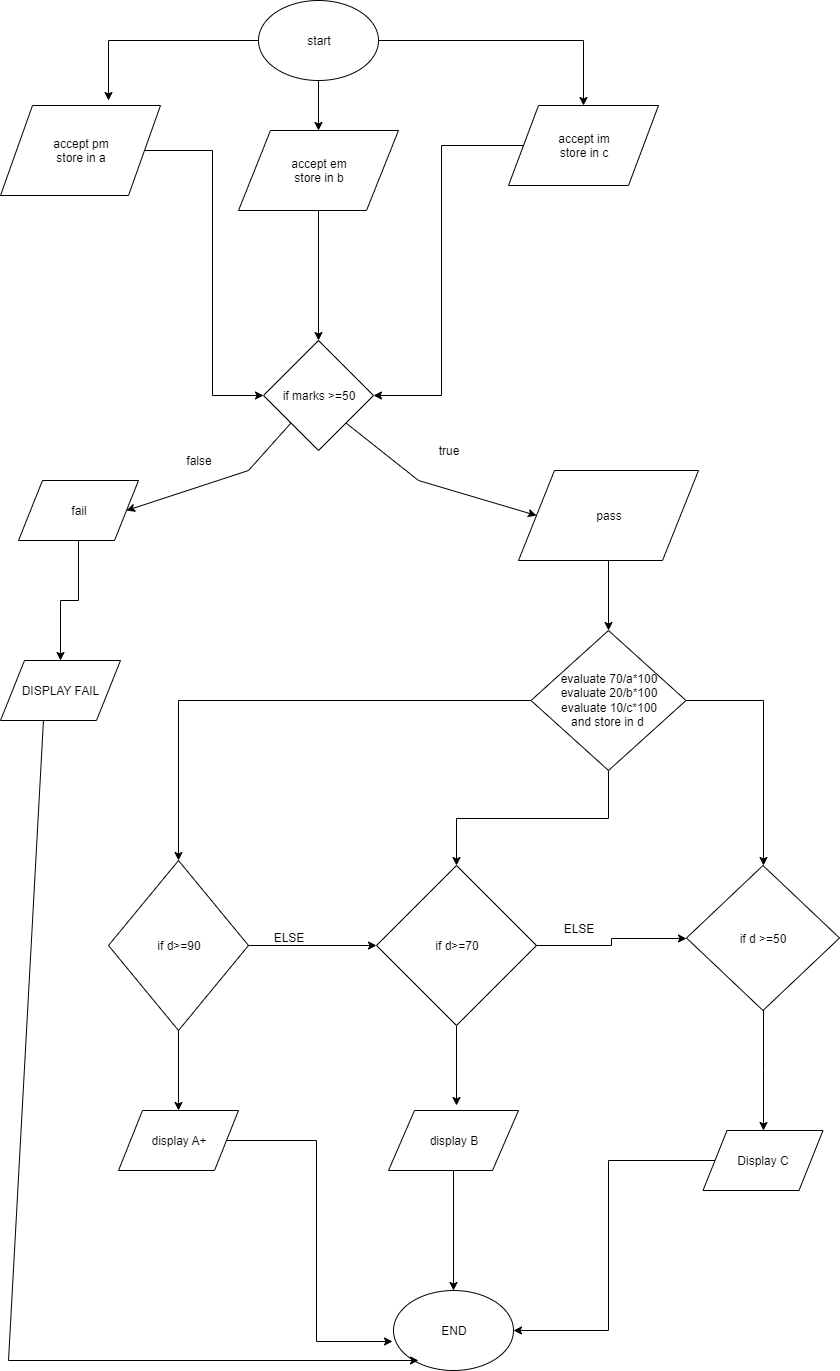 start
accept pm
store in a
accept em
store in b
accept im
store in c
if marks >=50
false
true
fail
pass
DISPLAY FAIL
evaluate 70/a*100
evaluate 20/b*100
evaluate 10/c*100
and store in d
if d>=90
ELSE
if d>=70
ELSE
if d >=50
display A+
display B
Display C
END